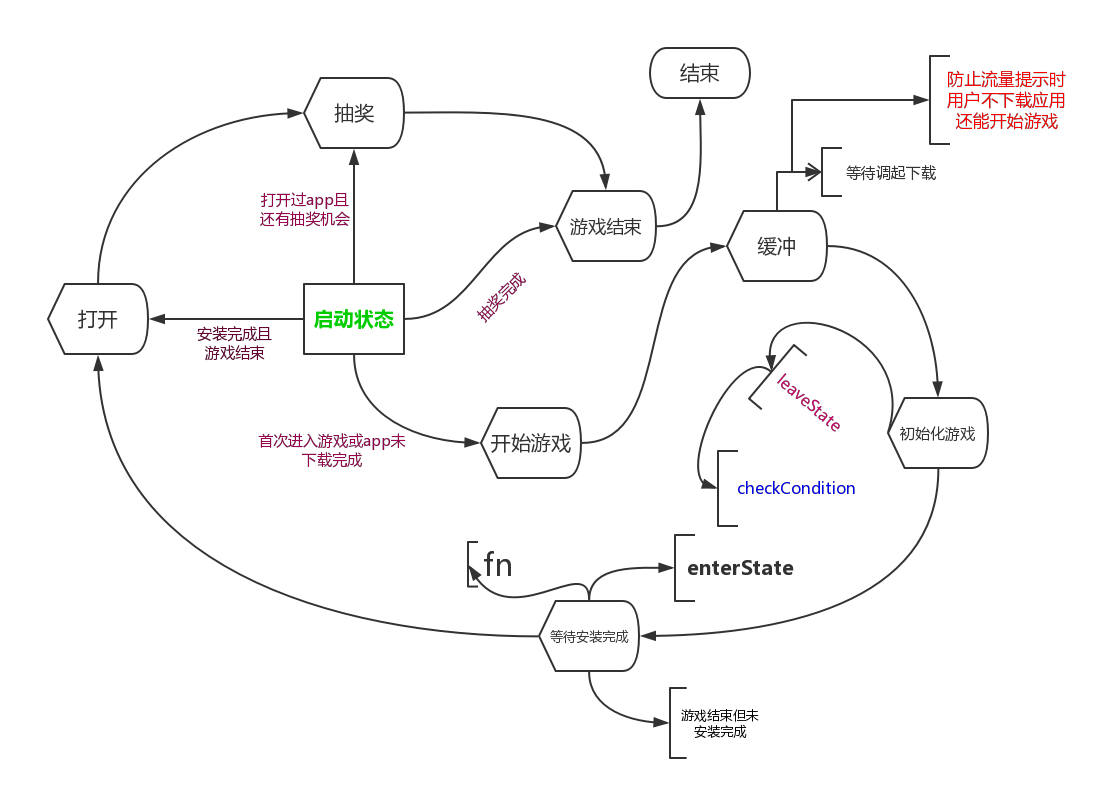 结束
防止流量提示时
用户不下载应用
还能开始游戏
抽奖
等待调起下载
打开过app且
还有抽奖机会
游戏结束
缓冲
抽奖完成
打开
启动状态
安装完成且
游戏结束
leaveState
开始游戏
首次进入游戏或app未
下载完成
初始化游戏
checkCondition
fn
enterState
等待安装完成
游戏结束但未
安装完成